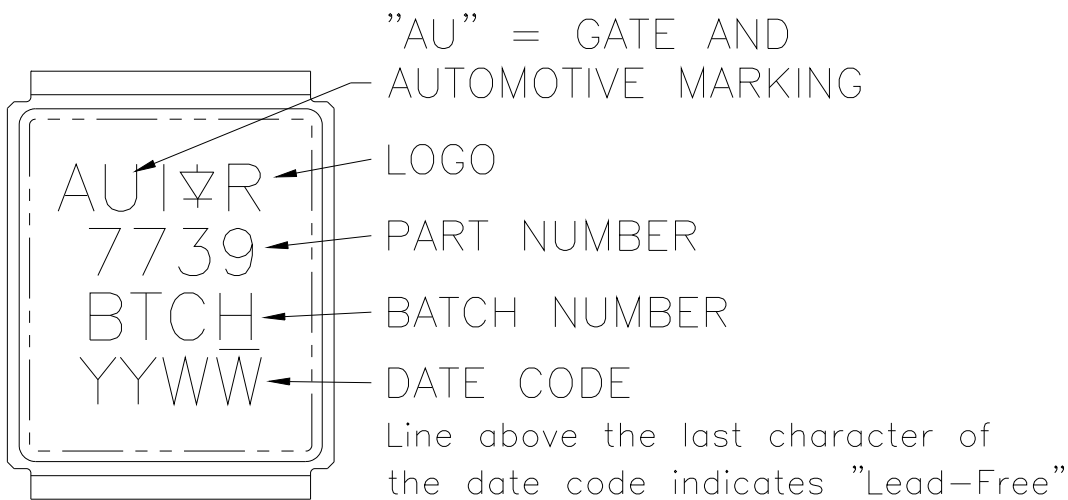 "AU" = GATE AND
AUTOMOTIVE MARKING
AUI R
LOGO
7739
PART NUMBER
BTCH
BATCH NUMBER
YYWW̅
DATE CODE
Line above the last character of
the date code indicates "Lead-Free"